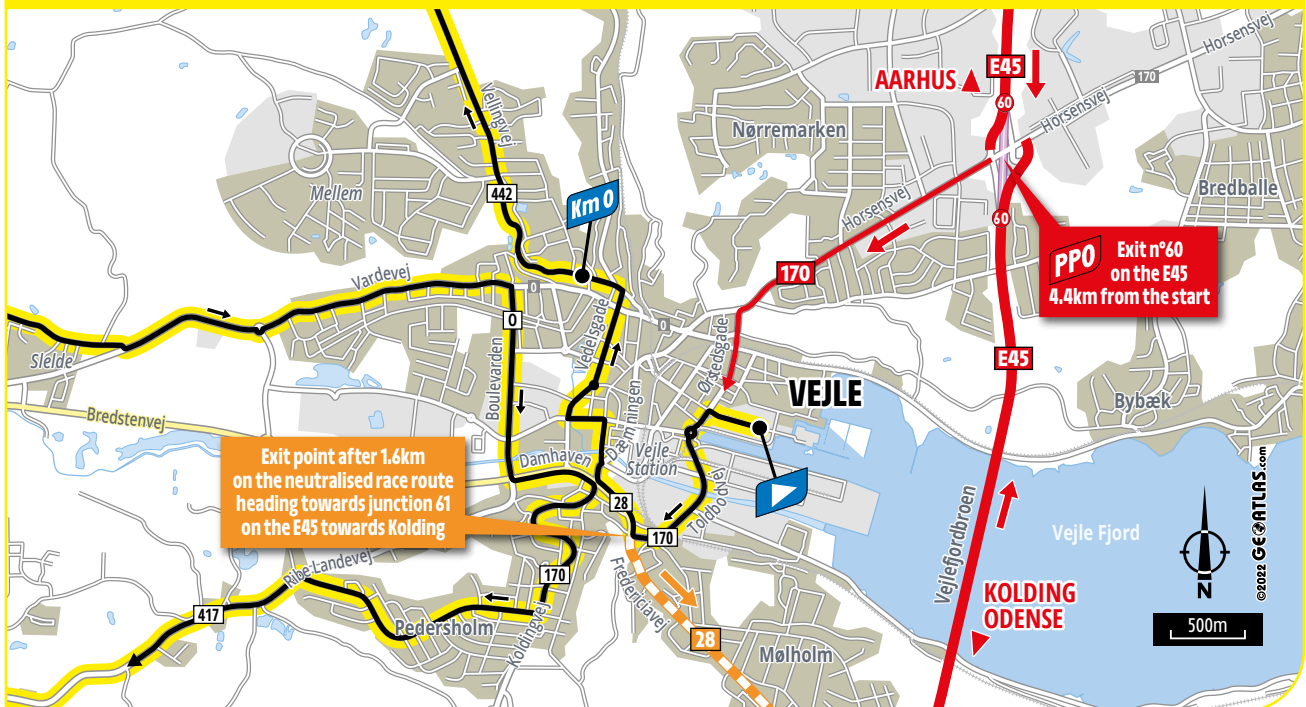 E45
AARHUS
60
Horsensvej
170
Horsensvej
Nørremarken
Jellingvej
Mellem
442
Km 0
Horsensvej
Bredballe
60
PPO
Exit n°60
on the E45
4.4km from the start
170
Vardevej
0
0
0
Vedelsgade
Boulevarden
Ørstedsgade
E45
Slelde
VEJLE
Bybæk
Bredstenvej
Dæmningen
Vejle
Station
Damhaven
Exit point after 1.6km
on the neutralised race route
heading towards junction 61
on the E45 towards Kolding
28
Toldbodvej
170
Vejlefjordbroen
Vejle Fjord
N
©2022 GEOATLAS.com
Ribe Landevej
170
Fredericiavej
417
Redersholm
Koldingvej
28
Mølholm
KOLDING
ODENSE
500m